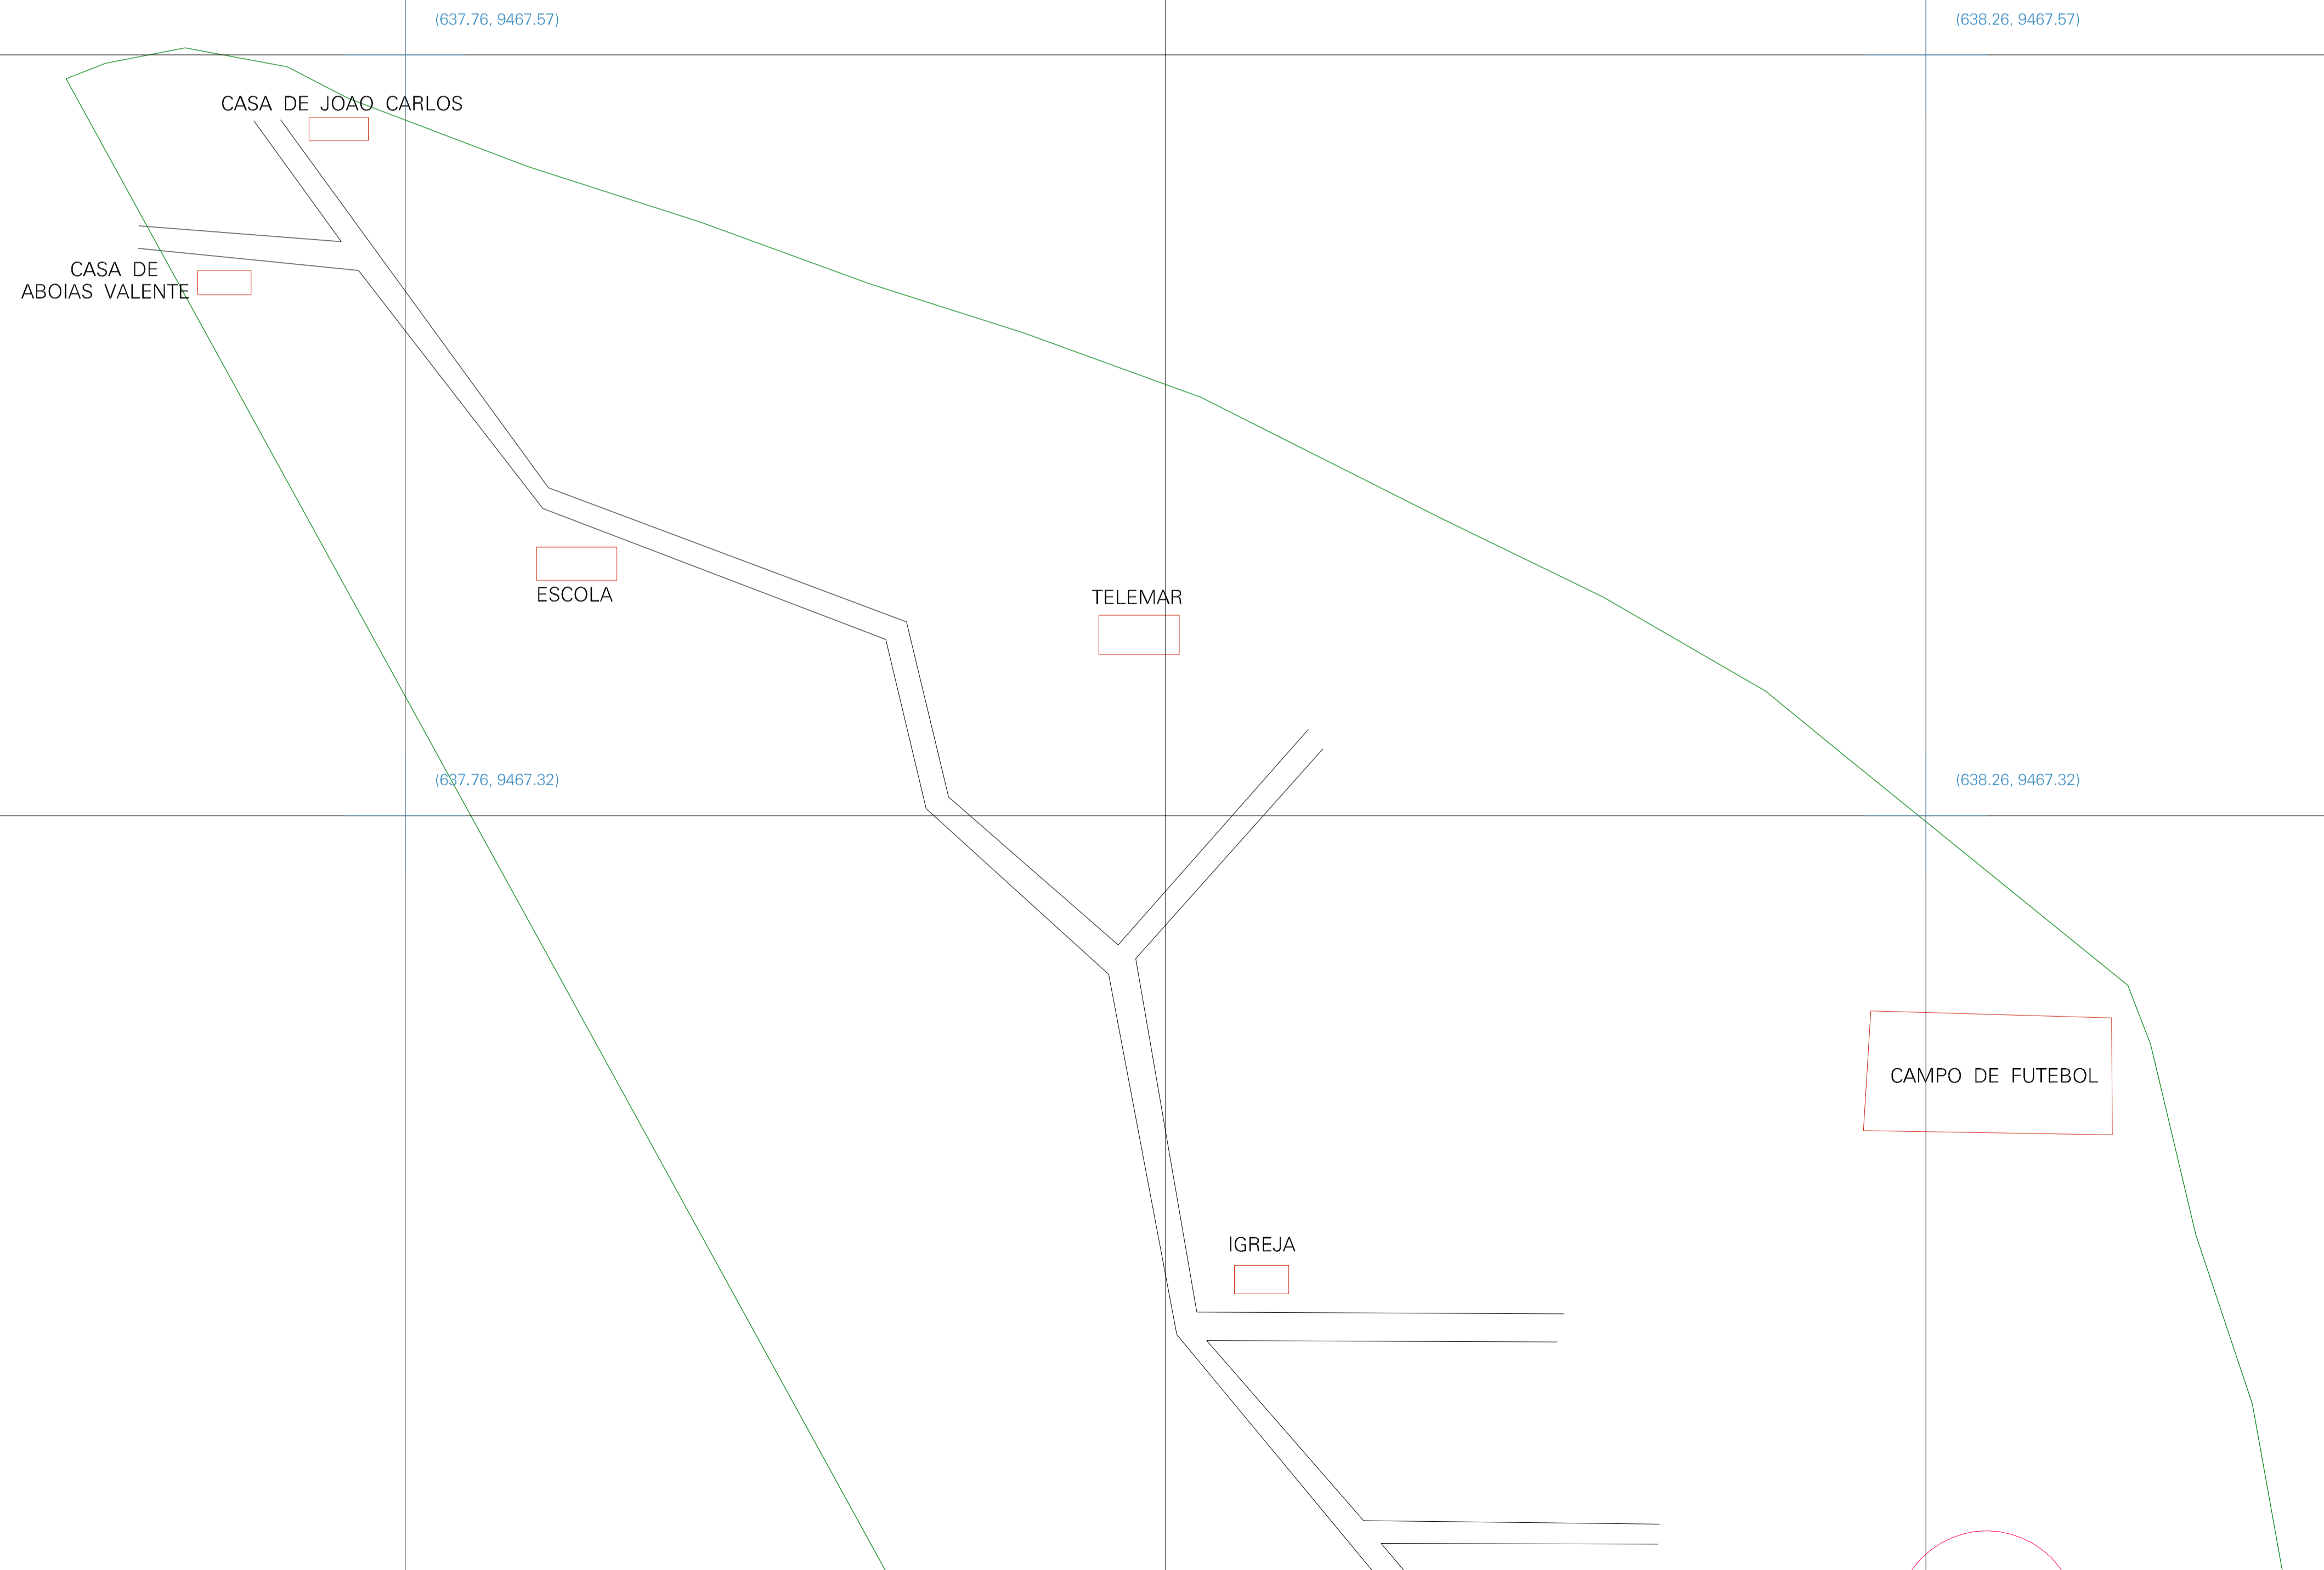 (637.76, 9467.57)
(638.26, 9467.57)
CASA DE JOAO CARLOS
CASA DE
ABOIAS VALENTE
ESCOLA
TELEMAR
(637.76, 9467.32)
(638.26, 9467.32)
CAMPO DE FUTEBOL
IGREJA